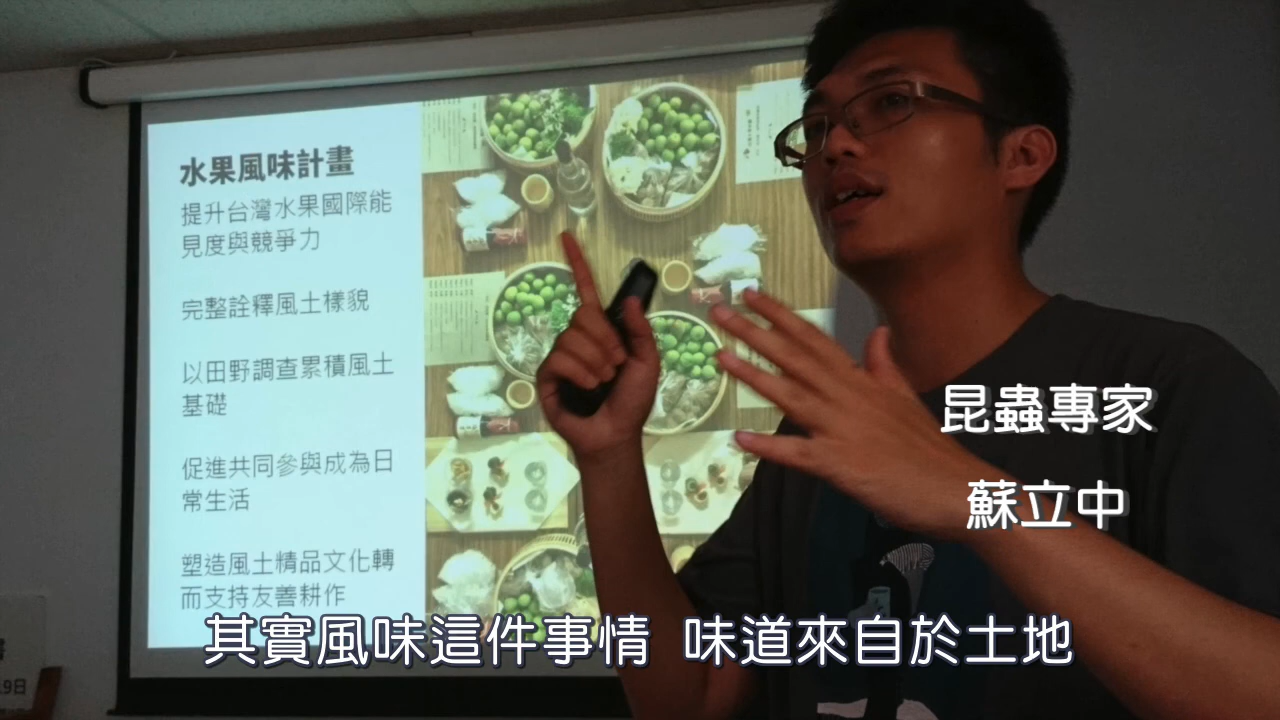 水果風味計畫
提升台灣水果國際能
見度與競爭力
完整詮釋風土樣貌
以田野調查累積風土
基礎
促進共同參與成為日
常生活
塑造風土精品文化轉
而支持友善耕作
昆蟲專家
蘇立中
其實風味這件事情 味道來自於土地
9日